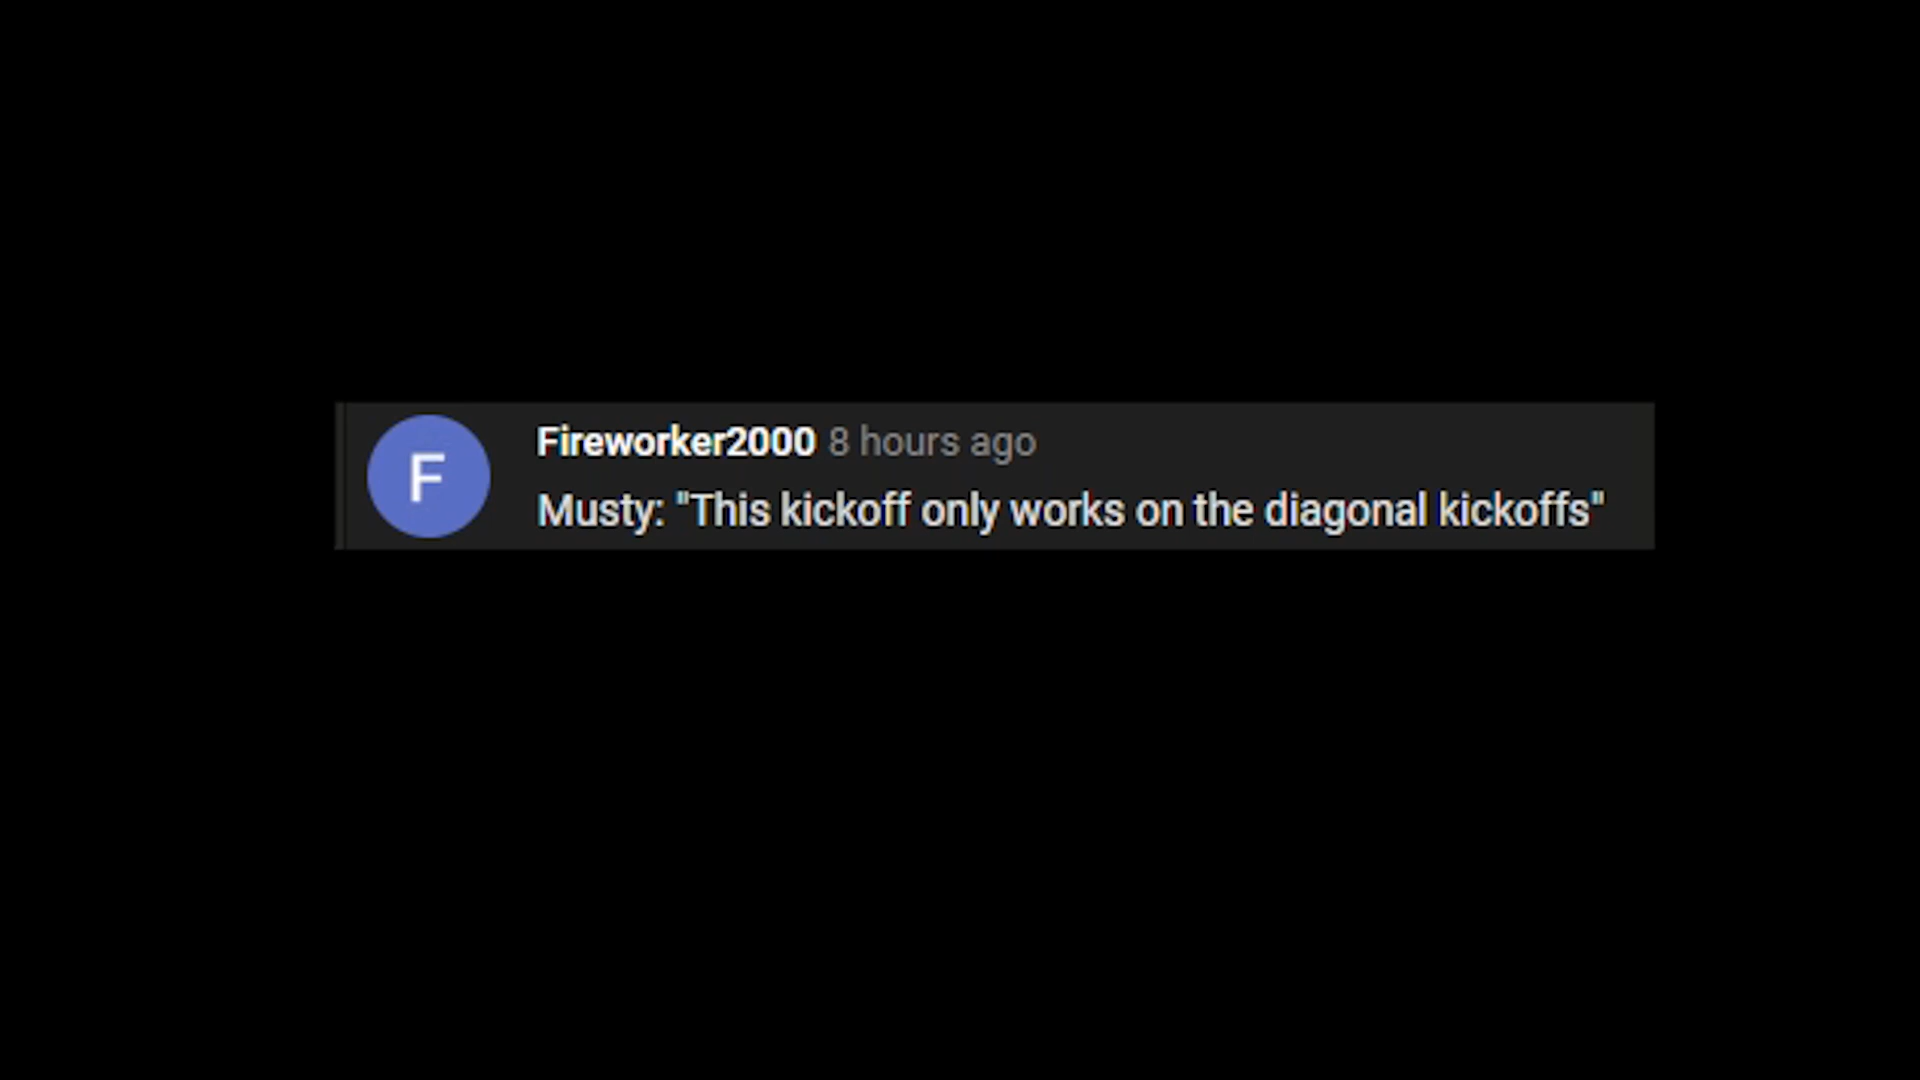 F
Fireworker2000 8 hours ago
Musty: "This kickoff only works on the diagonal kickoffs"